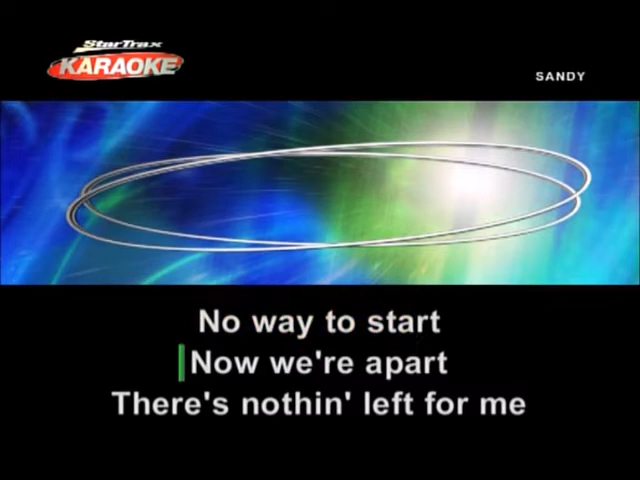 StarTrax
KARAOKE
SANDY
No way to start
Now we're apart
There's nothin' left for me